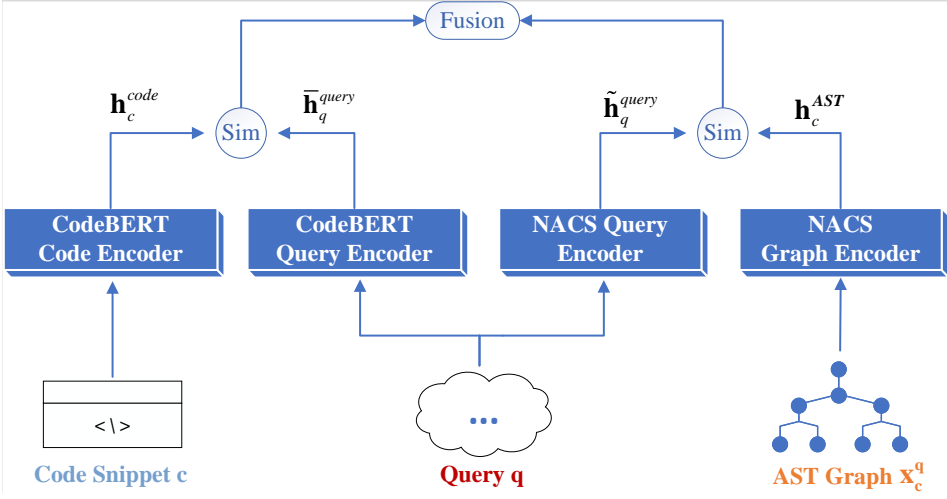 Fusion
h_c^{code}
h̄_q^{query}
h̃_q^{query}
h_c^{AST}
Sim
Sim
CodeBERT
Code Encoder
CodeBERT
Query Encoder
NACS Query
Encoder
NACS
Graph Encoder
<\>
...
Code Snippet c
Query q
AST Graph x_c^q